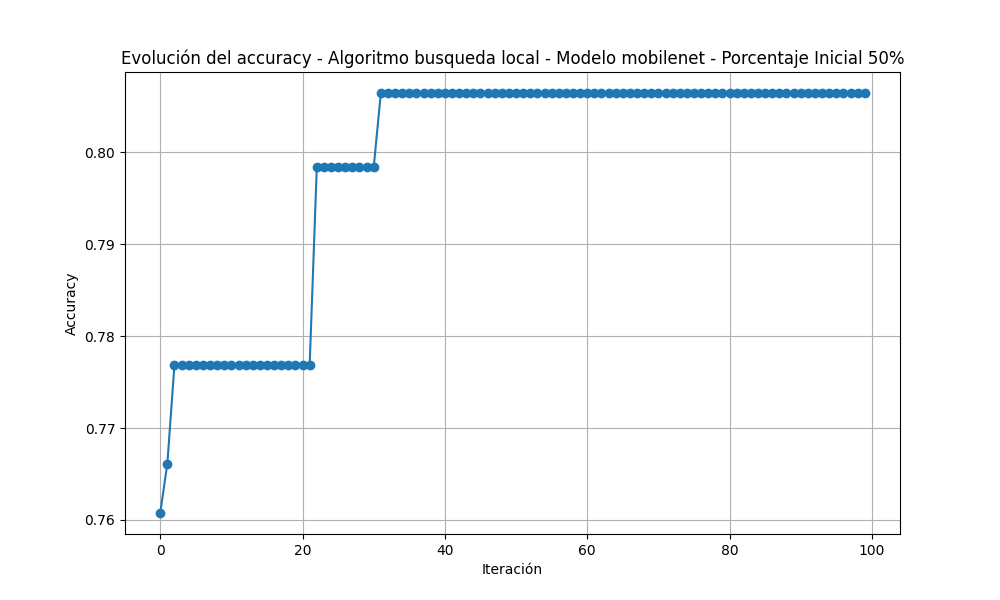 Evolución del accuracy - Algoritmo busqueda local - Modelo mobilenet - Porcentaje Inicial 50%
0.80
0.79
0.78
0.77
0.76
Accuracy
0 20 40 60 80 100
Iteración